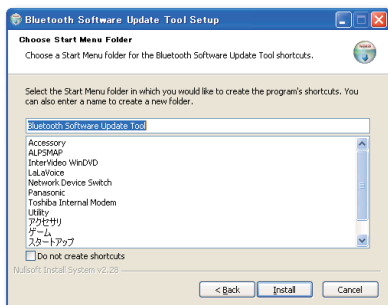 Bluetooth Software Update Tool Setup
Choose Start Menu Folder
Choose a Start Menu folder for the Bluetooth Software Update Tool shortcuts.
Select the Start Menu folder in which you would like to create the program's shortcuts. You
can also enter a name to create a new folder.
Bluetooth Software Update Tool
Accessory
ALPSMAP
InterVideo WinDVD
LaLaVoice
Network Device Switch
Panasonic
Toshiba Internal Modem
Utility
アクセサリ
ゲーム
スタートアップ
Do not create shortcuts
Nullsoft Install System v2.28
< Back
Install
Cancel